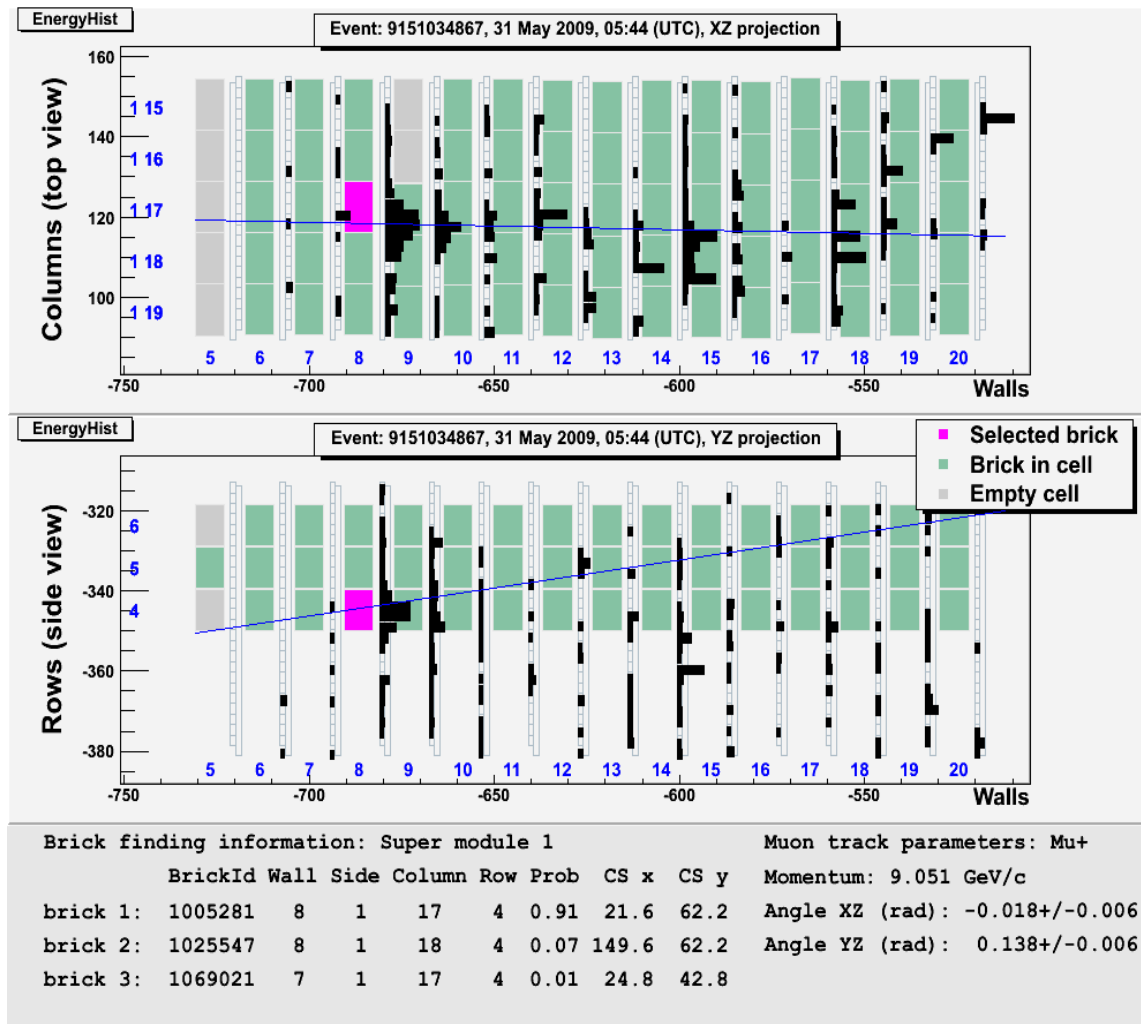 EnergyHist
Event: 9151034867, 31 May 2009, 05:44 (UTC), XZ projection
Columns (top view)
160
140
120
100
1 15
1 16
1 17
1 18
1 19
5 6 7 8 9 10 11 12 13 14 15 16 17 18 19 20
-750 -700 -650 -600 -550 Walls
EnergyHist
Event: 9151034867, 31 May 2009, 05:44 (UTC), YZ projection
Selected brick
Brick in cell
Empty cell
Rows (side view)
-320
-340
-360
-380
6
5
4
5 6 7 8 9 10 11 12 13 14 15 16 17 18 19 20
-750 -700 -650 -600 -550 Walls
Brick finding information: Super module 1
BrickId Wall Side Column Row Prob CS x CS y
brick 1: 1005281 8 1 17 4 0.91 21.6 62.2
brick 2: 1025547 8 1 18 4 0.07 149.6 62.2
brick 3: 1069021 7 1 17 4 0.01 24.8 42.8
Muon track parameters: Mu+
Momentum: 9.051 GeV/c
Angle XZ (rad): -0.018+/-0.006
Angle YZ (rad): 0.138+/-0.006